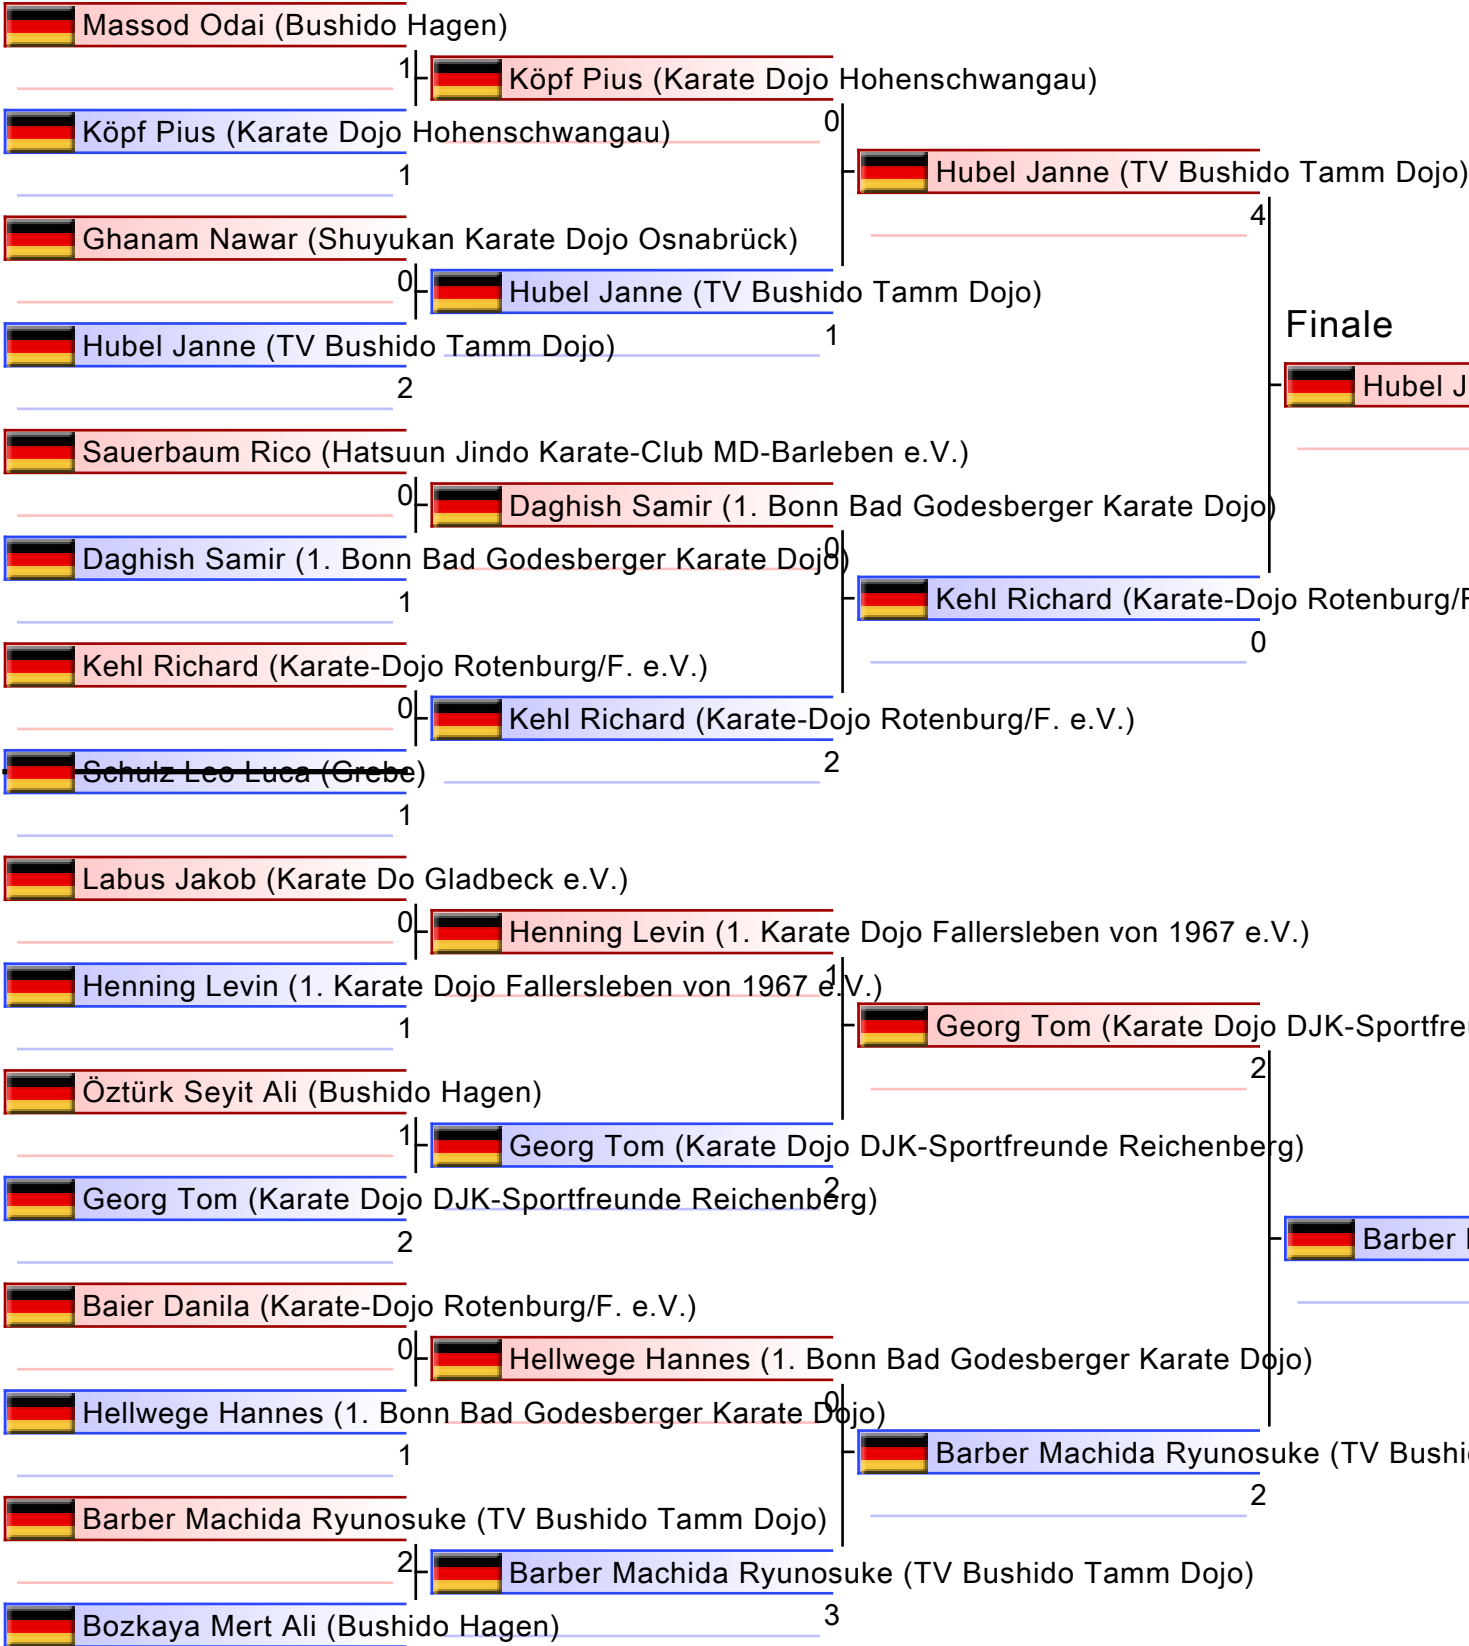 Massod Odai (Bushido Hagen)
1
Köpf Pius (Karate Dojo Hohenschwangau)
1
Ghanam Nawar (Shuyukan Karate Dojo Osnabrück)
0
Hubel Janne (TV Bushido Tamm Dojo)
2
Sauerbaum Rico (Hatsuun Jindo Karate-Club MD-Barleben e.V.)
0
Daghish Samir (1. Bonn Bad Godesberger Karate Dojo)
1
Kehl Richard (Karate-Dojo Rotenburg/F. e.V.)
0
Schulz Leo Luca (Grebe)
1
Labus Jakob (Karate Do Gladbeck e.V.)
0
Henning Levin (1. Karate Dojo Fallersleben von 1967 e.V.)
1
Öztürk Seyit Ali (Bushido Hagen)
1
Georg Tom (Karate Dojo DJK-Sportfreunde Reichenberg)
2
Baier Danila (Karate-Dojo Rotenburg/F. e.V.)
0
Hellwege Hannes (1. Bonn Bad Godesberger Karate Dojo)
1
Barber Machida Ryunosuke (TV Bushido Tamm Dojo)
2
Bozkaya Mert Ali (Bushido Hagen)
Köpf Pius (Karate Dojo Hohenschwangau)
0
Hubel Janne (TV Bushido Tamm Dojo)
1
Daghish Samir (1. Bonn Bad Godesberger Karate Dojo)
0
Kehl Richard (Karate-Dojo Rotenburg/F. e.V.)
2
Henning Levin (1. Karate Dojo Fallersleben von 1967 e.V.)
1
Georg Tom (Karate Dojo DJK-Sportfreunde Reichenberg)
2
Hellwege Hannes (1. Bonn Bad Godesberger Karate Dojo)
0
Barber Machida Ryunosuke (TV Bushido Tamm Dojo)
3
Hubel Janne (TV Bushido Tamm Dojo)
4
Kehl Richard (Karate-Dojo Rotenburg/F
0
Georg Tom (Karate Dojo DJK-Sportfre
2
Barber Machida Ryunosuke (TV Bushi
2
Finale
Hubel J
Barber